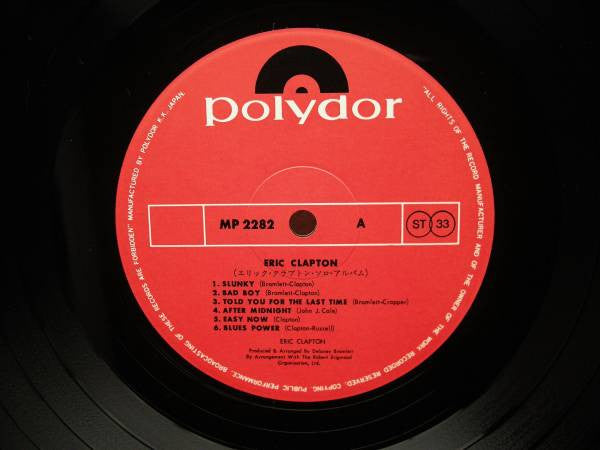 polydor
MP 2282 A ST 33
ERIC CLAPTON
(エリック・クラプトン・ソロ・アルバム)
1. SLUNKY (Bramlett-Clapton)
2. BAD BOY (Bramlett-Clapton)
3. TOLD YOU FOR THE LAST TIME (Bramlett-Cropper)
4. AFTER MIDNIGHT (John J. Cale)
5. EASY NOW (Clapton)
6. BLUES POWER (Clapton-Russell)
ERIC CLAPTON
Produced & Arranged By Delaney Bramlett
By Arrangement With The Robert Stigwood
Organisation, Ltd.
"ALL RIGHTS OF THE RECORD MANUFACTURER AND OF THE OWNER OF THE WORK RECORDED RESERVED. COPYING, PUBLIC PERFORMANCE, BROADCASTING OF THESE RECORDS ARE FORBIDDEN" MANUFACTURED BY POLYDOR K.K. JAPAN.